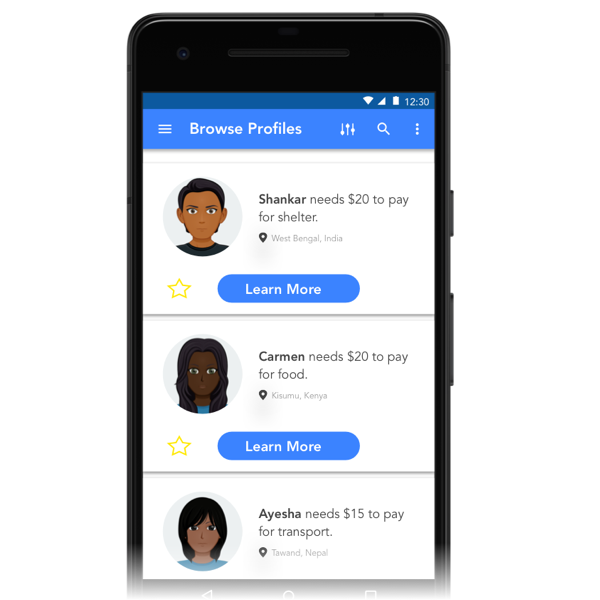 12:30
Browse Profiles
Shankar needs $20 to pay
for shelter.
West Bengal, India
Learn More
Carmen needs $20 to pay
for food.
Kisumu, Kenya
Learn More
Ayesha needs $15 to pay
for transport.
Tawand, Nepal